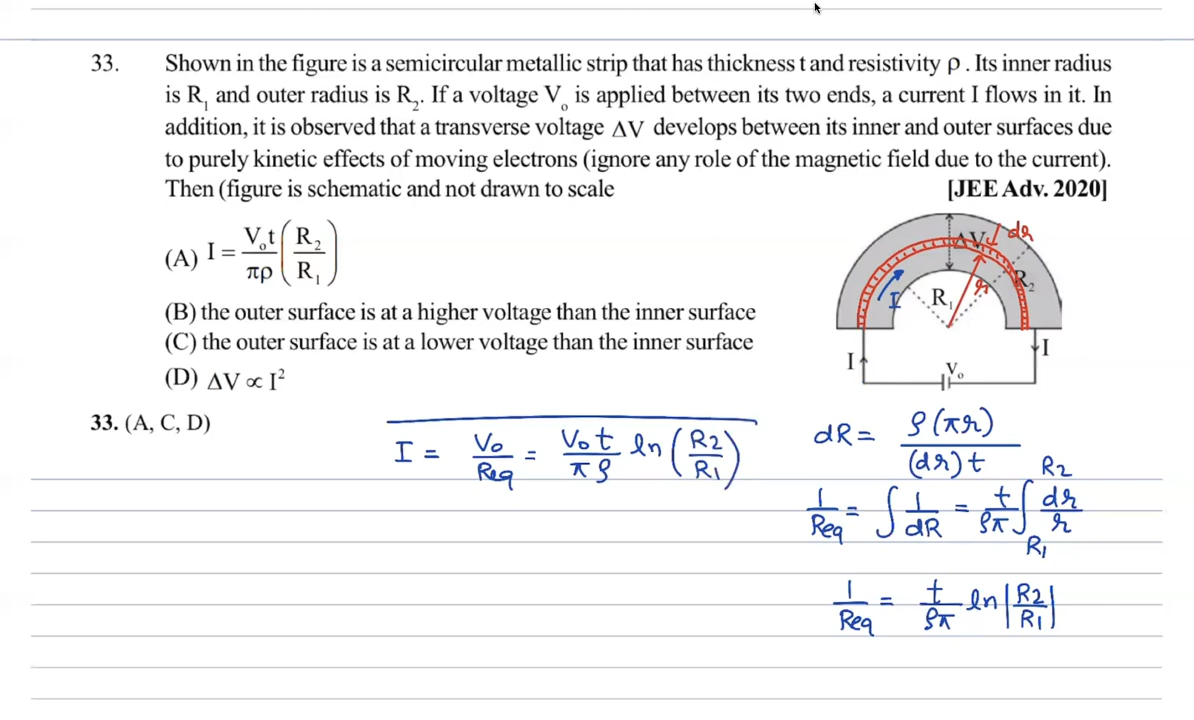 33. Shown in the figure is a semicircular metallic strip that has thickness t and resistivity ρ. Its inner radius
is R₁ and outer radius is R₂. If a voltage V₀ is applied between its two ends, a current I flows in it. In
addition, it is observed that a transverse voltage ΔV develops between its inner and outer surfaces due
to purely kinetic effects of moving electrons (ignore any role of the magnetic field due to the current).
Then (figure is schematic and not drawn to scale [JEE Adv. 2020]
(A) I = V₀t/πρ (R₂/R₁)
(B) the outer surface is at a higher voltage than the inner surface
(C) the outer surface is at a lower voltage than the inner surface
(D) ΔV ∝ I²
ΔV dr
R₂
I R₁ r
I I
V₀
33. (A, C, D)
I = V₀/Req = V₀t/πρ ln(R2/R1)
dR = ρ(πr)/(dr)t
1/Req = ∫ 1/dR = t/ρπ ∫ dr/r R2 R1
1/Req = t/ρπ ln|R2/R1|